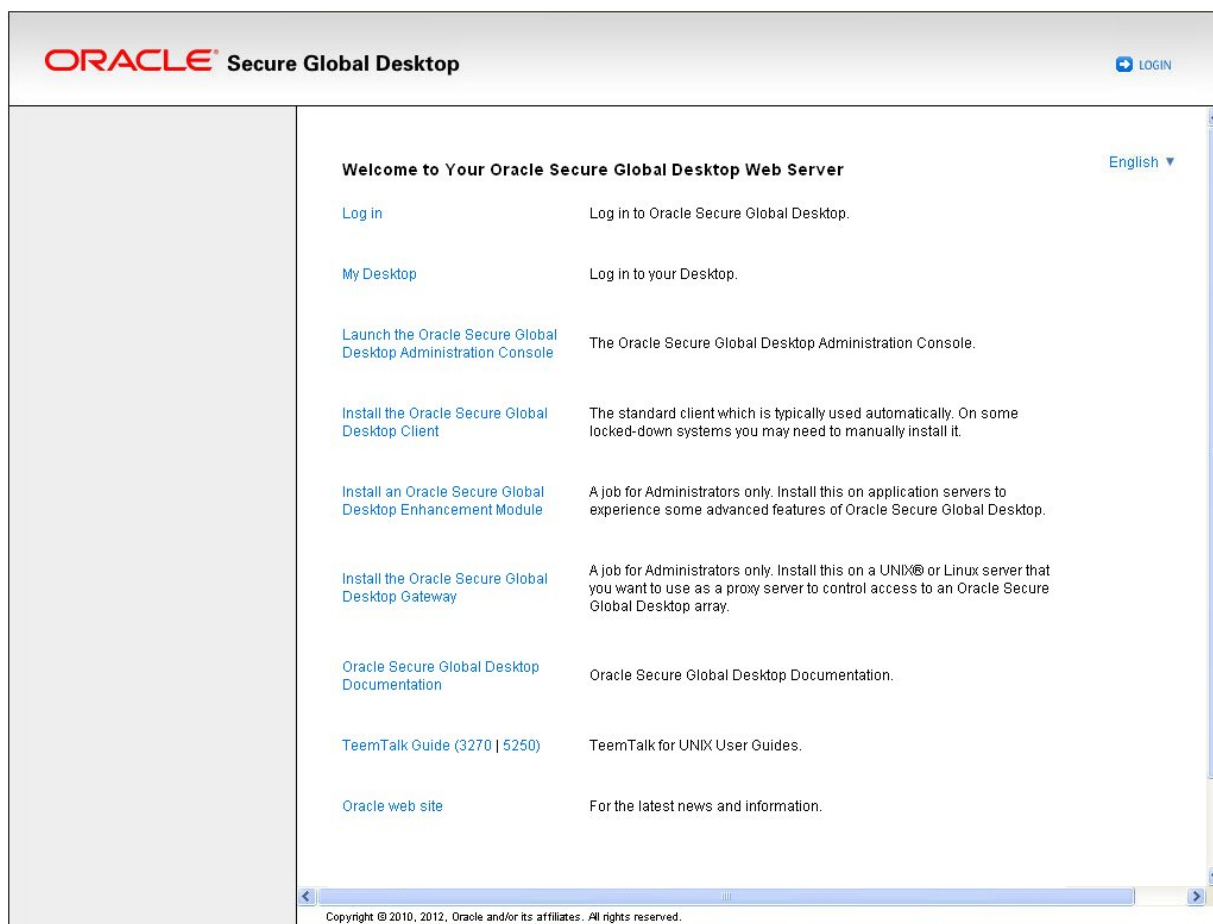 ORACLE® Secure Global Desktop
LOGIN
Welcome to Your Oracle Secure Global Desktop Web Server
English ▼
Log in
Log in to Oracle Secure Global Desktop.
My Desktop
Log in to your Desktop.
Launch the Oracle Secure Global
Desktop Administration Console
The Oracle Secure Global Desktop Administration Console.
Install the Oracle Secure Global
Desktop Client
The standard client which is typically used automatically. On some
locked-down systems you may need to manually install it.
Install an Oracle Secure Global
Desktop Enhancement Module
A job for Administrators only. Install this on application servers to
experience some advanced features of Oracle Secure Global Desktop.
Install the Oracle Secure Global
Desktop Gateway
A job for Administrators only. Install this on a UNIX® or Linux server that
you want to use as a proxy server to control access to an Oracle Secure
Global Desktop array.
Oracle Secure Global Desktop
Documentation
Oracle Secure Global Desktop Documentation.
TeemTalk Guide (3270 | 5250)
TeemTalk for UNIX User Guides.
Oracle web site
For the latest news and information.
Copyright © 2010, 2012, Oracle and/or its affiliates. All rights reserved.